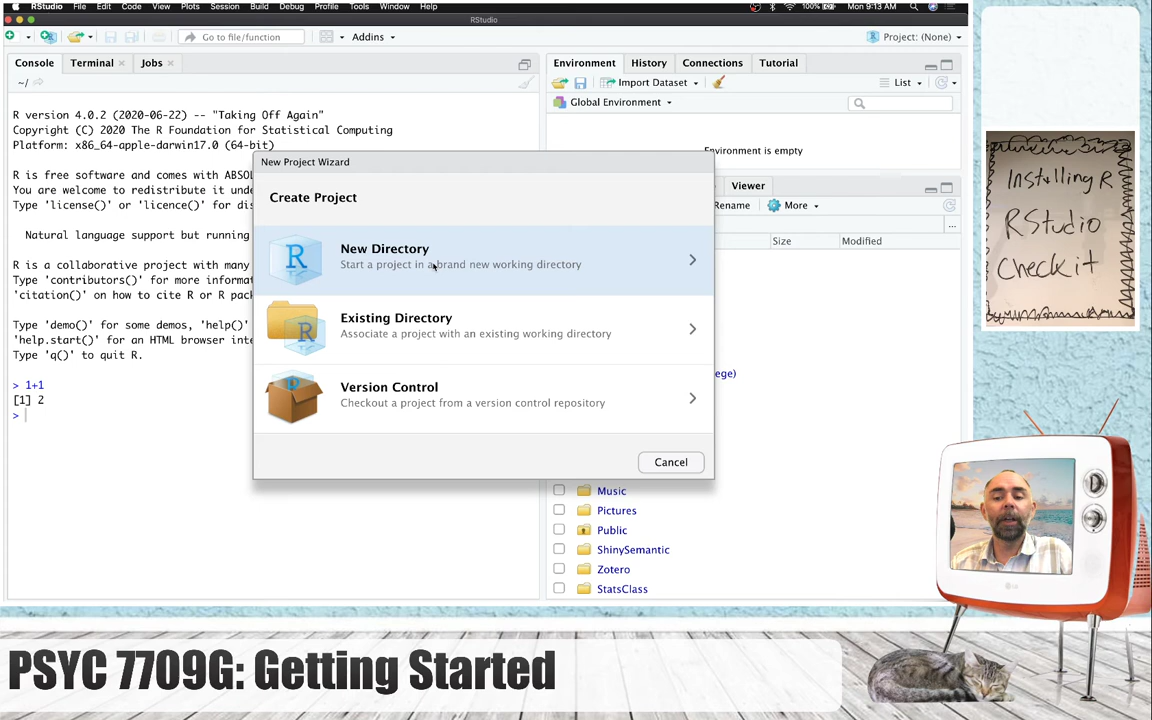 RStudio File Edit Code View Plots Session Build Debug Profile Tools Window Help 100% Mon 9:13 AM
RStudio
Go to file/function Addins Project: (None)
Console Terminal Jobs
~/
R version 4.0.2 (2020-06-22) -- "Taking Off Again"
Copyright (C) 2020 The R Foundation for Statistical Computing
Platform: x86_64-apple-darwin17.0 (64-bit)
R is free software and comes with ABSOL
You are welcome to redistribute it unde
Type 'license()' or 'licence()' for dis
Natural language support but running
R is a collaborative project with many
Type 'contributors()' for more informat
'citation()' on how to cite R or R pack
Type 'demo()' for some demos, 'help()'
'help.start()' for an HTML browser inte
Type 'q()' to quit R.
> 1+1
[1] 2
>
Environment History Connections Tutorial
Import Dataset List
Global Environment
Environment is empty
Viewer
Rename More
Size Modified
ege)
Music
Pictures
Public
ShinySemantic
Zotero
StatsClass
New Project Wizard
Create Project
New Directory
Start a project in a brand new working directory
Existing Directory
Associate a project with an existing working directory
Version Control
Checkout a project from a version control repository
Cancel
Installing R
RStudio
Check it
LG
PSYC 7709G: Getting Started